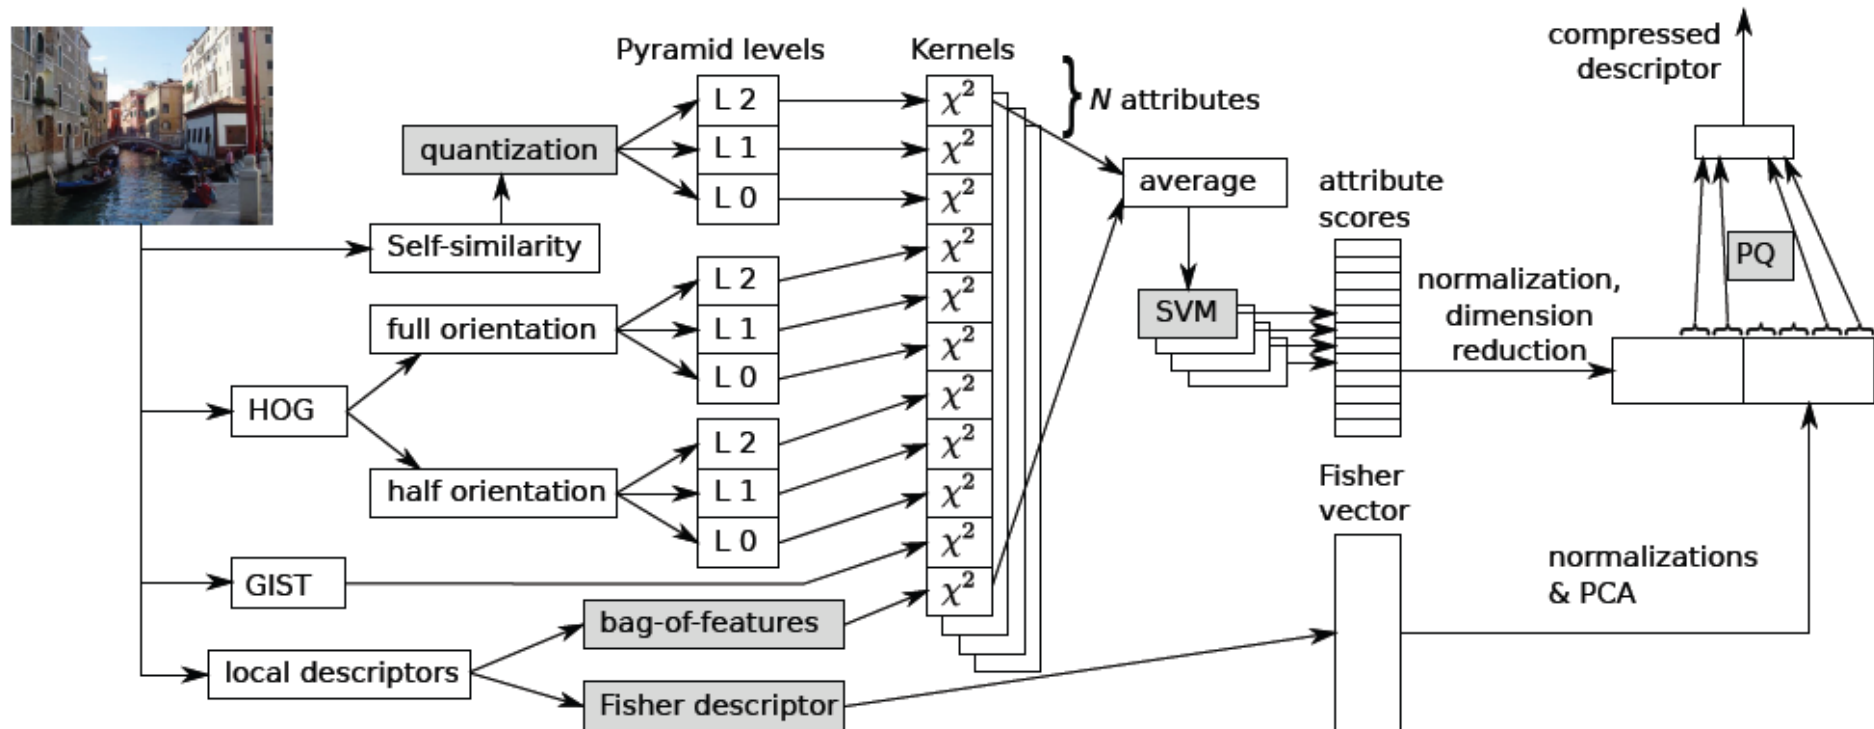 Pyramid levels
Kernels
compressed
descriptor
L 2
L 1
L 0
χ²
χ²
χ²
χ²
χ²
χ²
χ²
χ²
χ²
χ²
χ²
} N attributes
quantization
average
attribute
scores
Self-similarity
PQ
full orientation
L 2
L 1
L 0
SVM
normalization,
dimension
reduction
HOG
half orientation
L 2
L 1
L 0
Fisher
vector
GIST
normalizations
& PCA
bag-of-features
local descriptors
Fisher descriptor